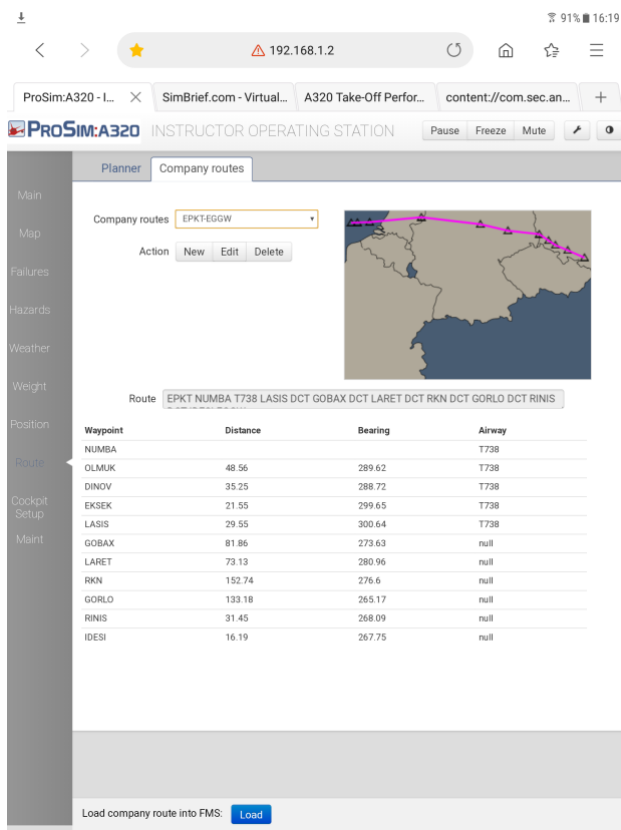 91% 16:19
192.168.1.2
ProSim:A320 - I... SimBrief.com - Virtual... A320 Take-Off Perfor... content://com.sec.an...
PROSIM:A320 INSTRUCTOR OPERATING STATION Pause Freeze Mute
Planner Company routes
Main
Map
Failures
Hazards
Weather
Weight
Position
Route
Cockpit
Setup
Maint
Company routes EPKT-EGGW
Action New Edit Delete
Route EPKT NUMBA T738 LASIS DCT GOBAX DCT LARET DCT RKN DCT GORLO DCT RINIS
Waypoint Distance Bearing Airway
NUMBA T738
OLMUK 48.56 289.62 T738
DINOV 35.25 288.72 T738
EKSEK 21.55 299.65 T738
LASIS 29.55 300.64 T738
GOBAX 81.86 273.63 null
LARET 73.13 280.96 null
RKN 152.74 276.6 null
GORLO 133.18 265.17 null
RINIS 31.45 268.09 null
IDESI 16.19 267.75 null
Load company route into FMS: Load